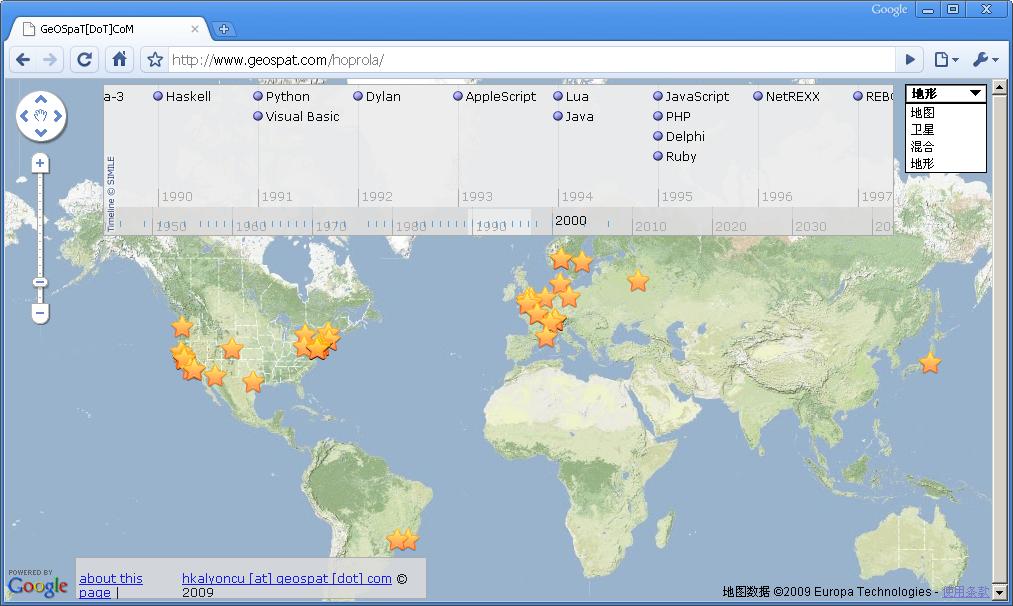 Google
GeOSpaT[DoT]CoM
http://www.geospat.com/hoprola/
a-3 Haskell Python Dylan AppleScript Lua JavaScript NetREXX REBO
Visual Basic Java PHP
Delphi
Ruby
1990 1991 1992 1993 1994 1995 1996 1997
Timeline © SIMILE
1950 1960 1970 1980 1990 2000 2010 2020 2030 20
地形
地图
卫星
混合
地形
POWERED BY
Google
about this page |
hkalyoncu [at] geospat [dot] com © 2009
地图数据 ©2009 Europa Technologies - 使用条款